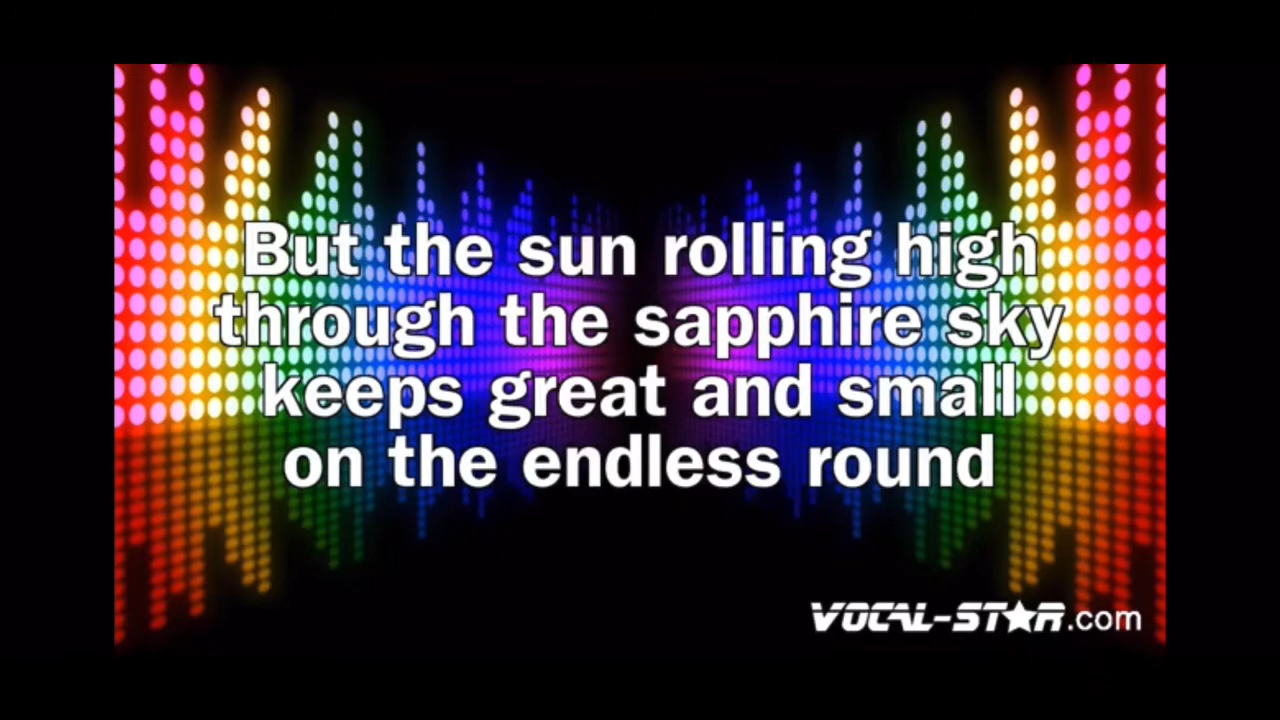 But the sun rolling high
through the sapphire sky
keeps great and small
on the endless round
VOCAL-STAR.com